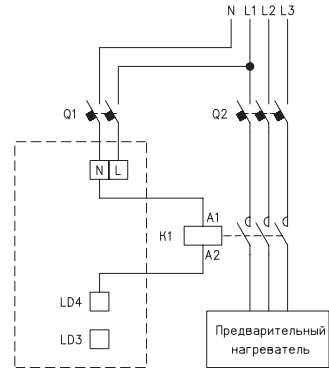 N L1 L2 L3
Q1
Q2
N L
A1
K1
A2
LD4
LD3
Предварительный
нагреватель